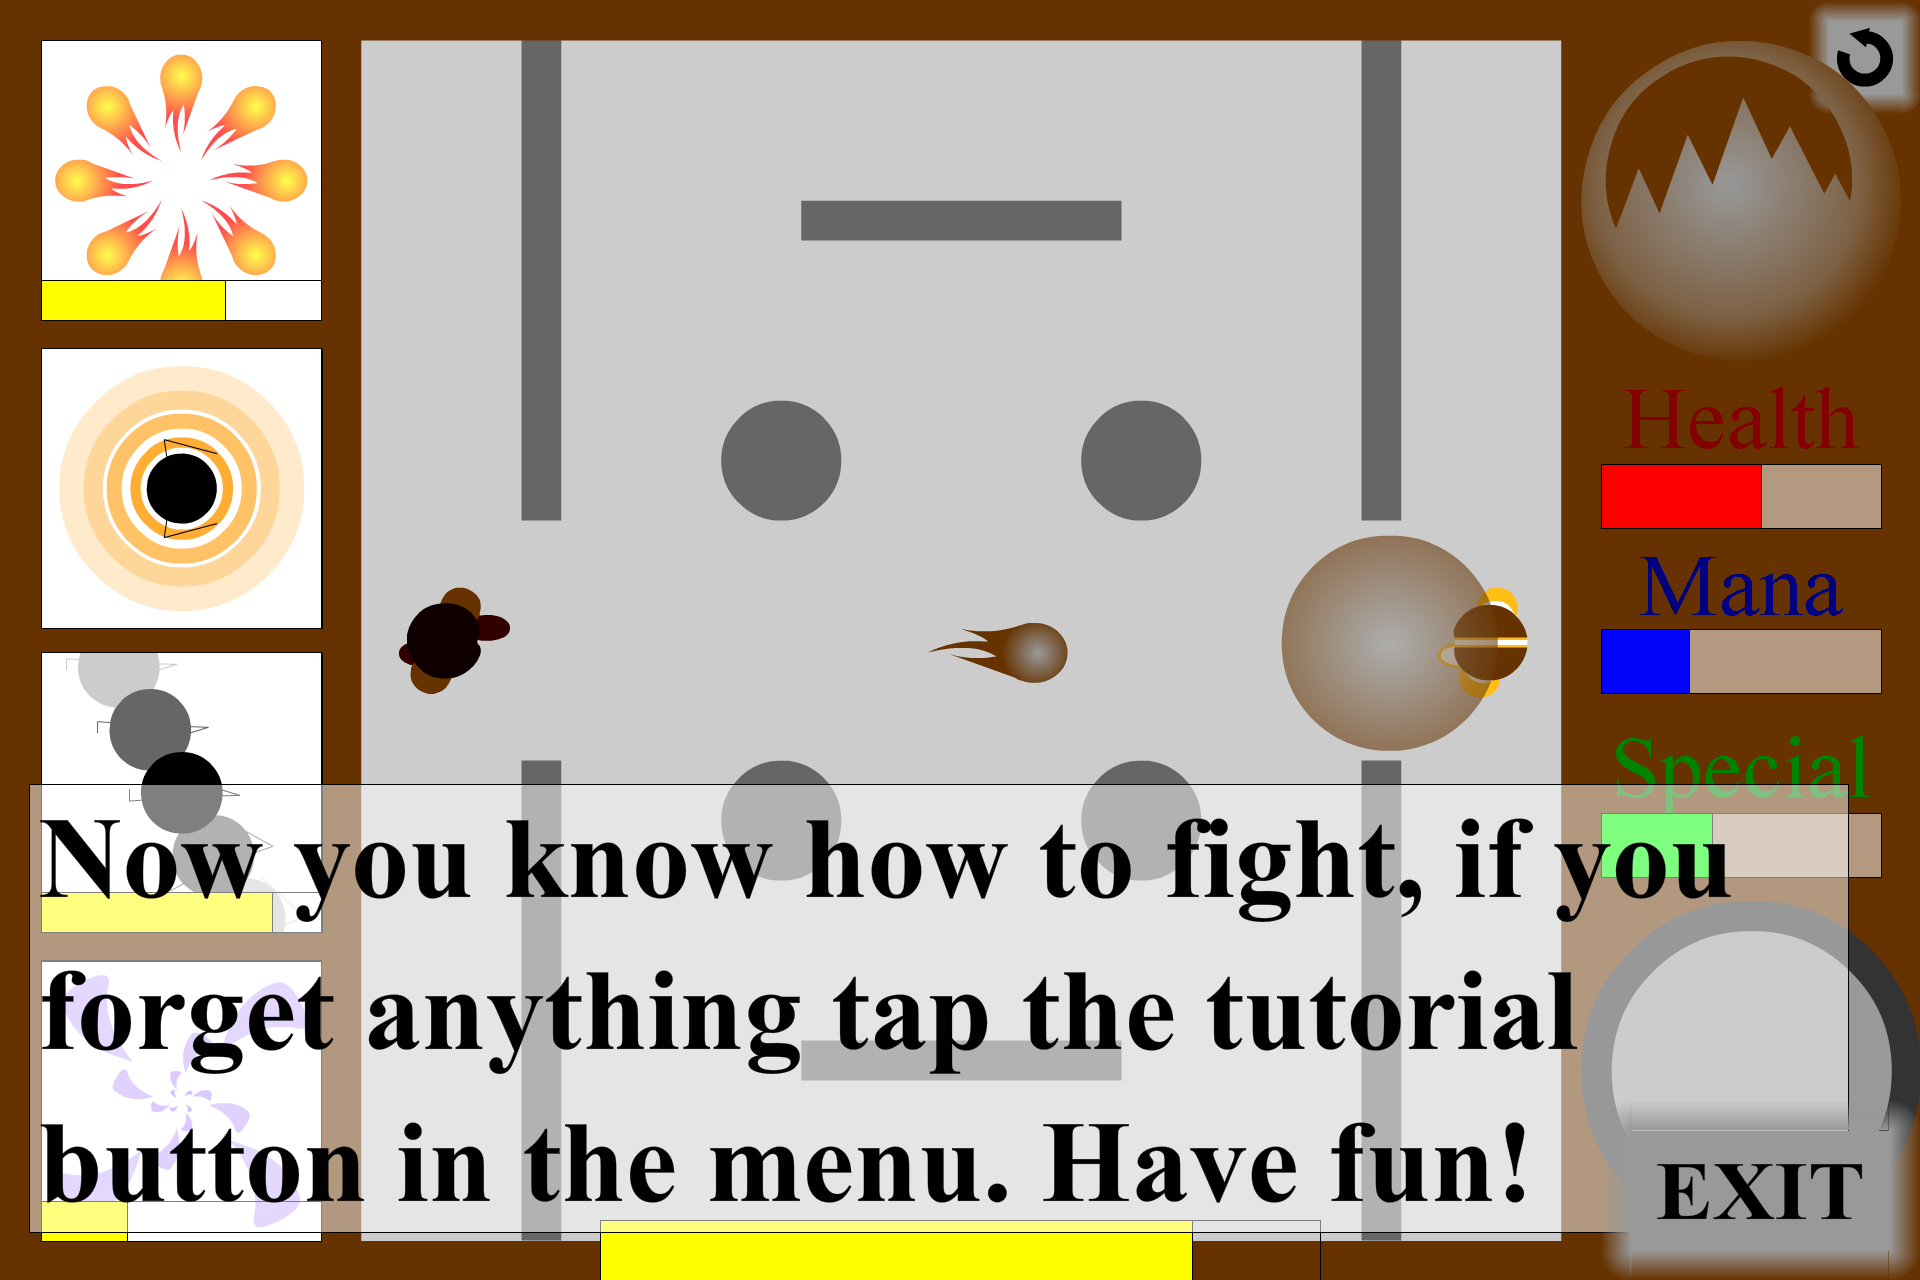 Health
Mana
Special
Now you know how to fight, if you
forget anything tap the tutorial
button in the menu. Have fun!
EXIT